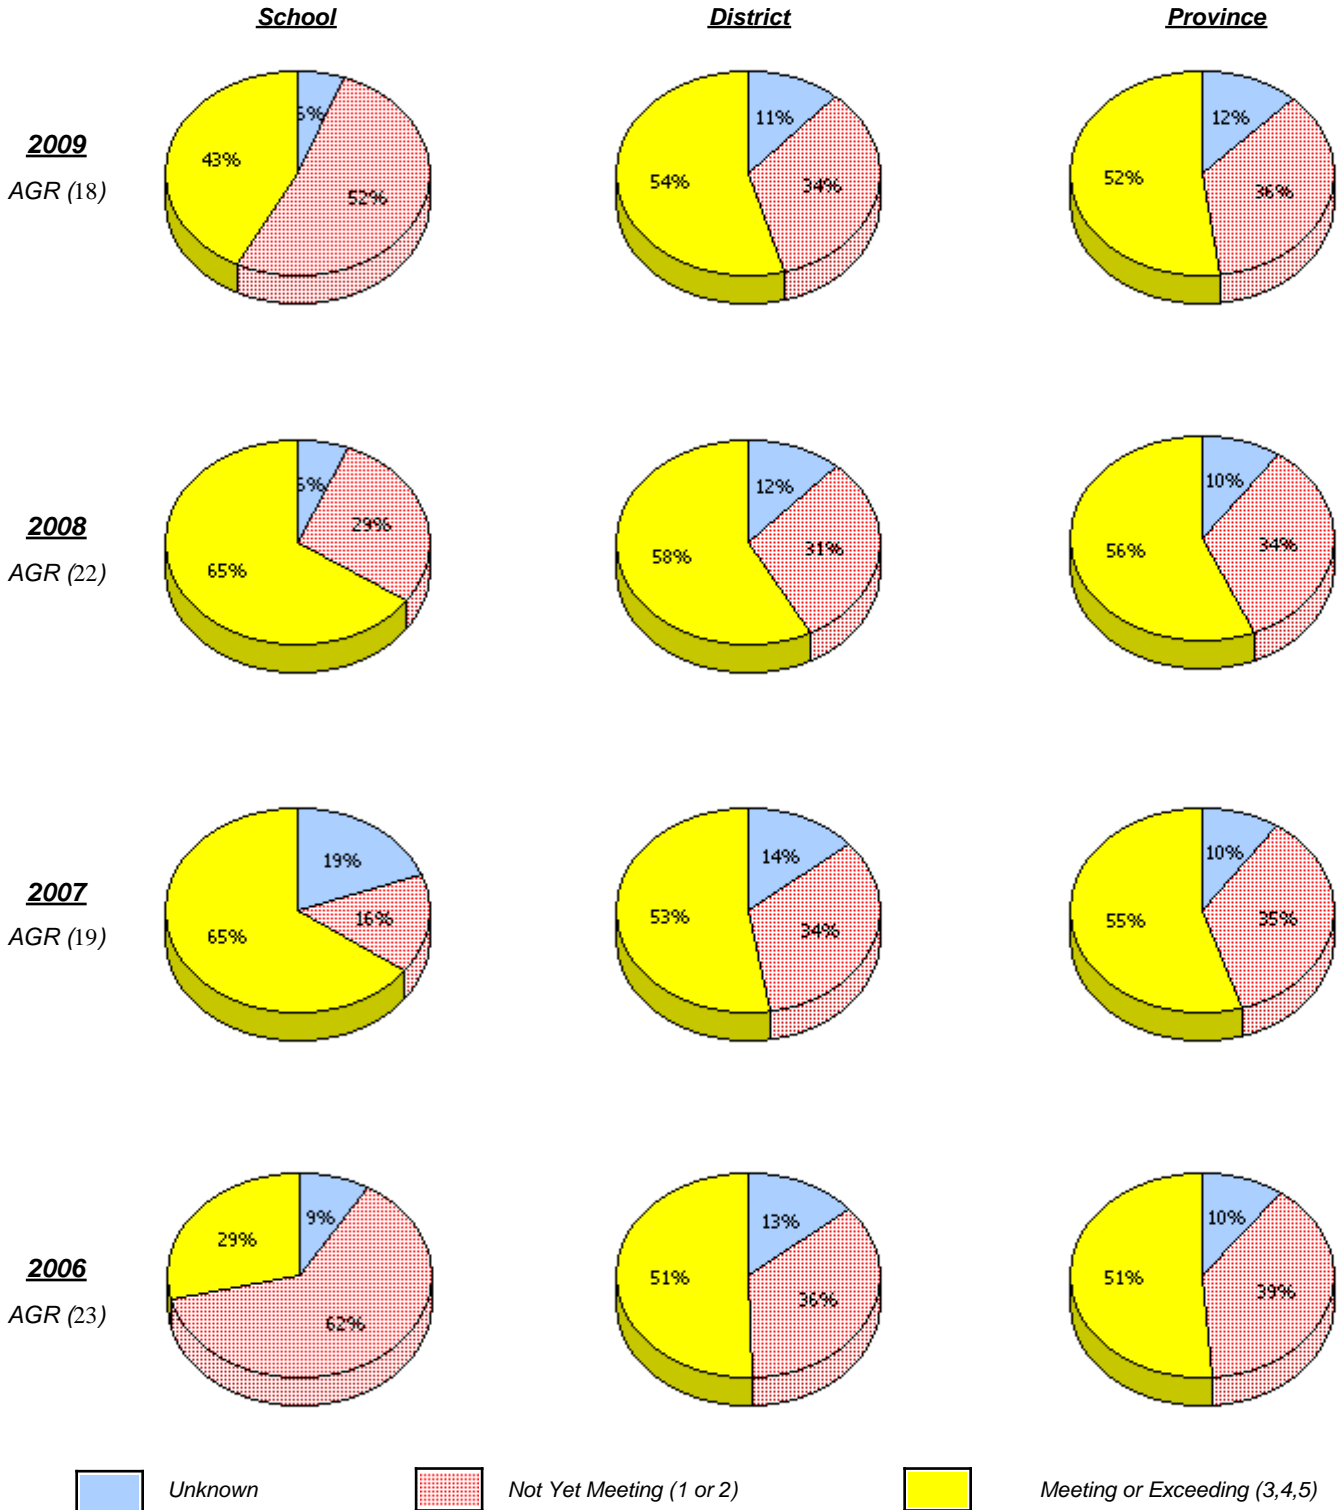 School District Province
2009
AGR (18)
43% 52%
54% 11% 34%
52% 12% 36%
2008
AGR (22)
65% 29%
58% 12% 31%
56% 10% 34%
2007
AGR (19)
65% 19% 16%
53% 14% 34%
55% 10% 35%
2006
AGR (23)
29% 9% 62%
51% 13% 36%
51% 10% 39%
Unknown Not Yet Meeting (1 or 2) Meeting or Exceeding (3,4,5)